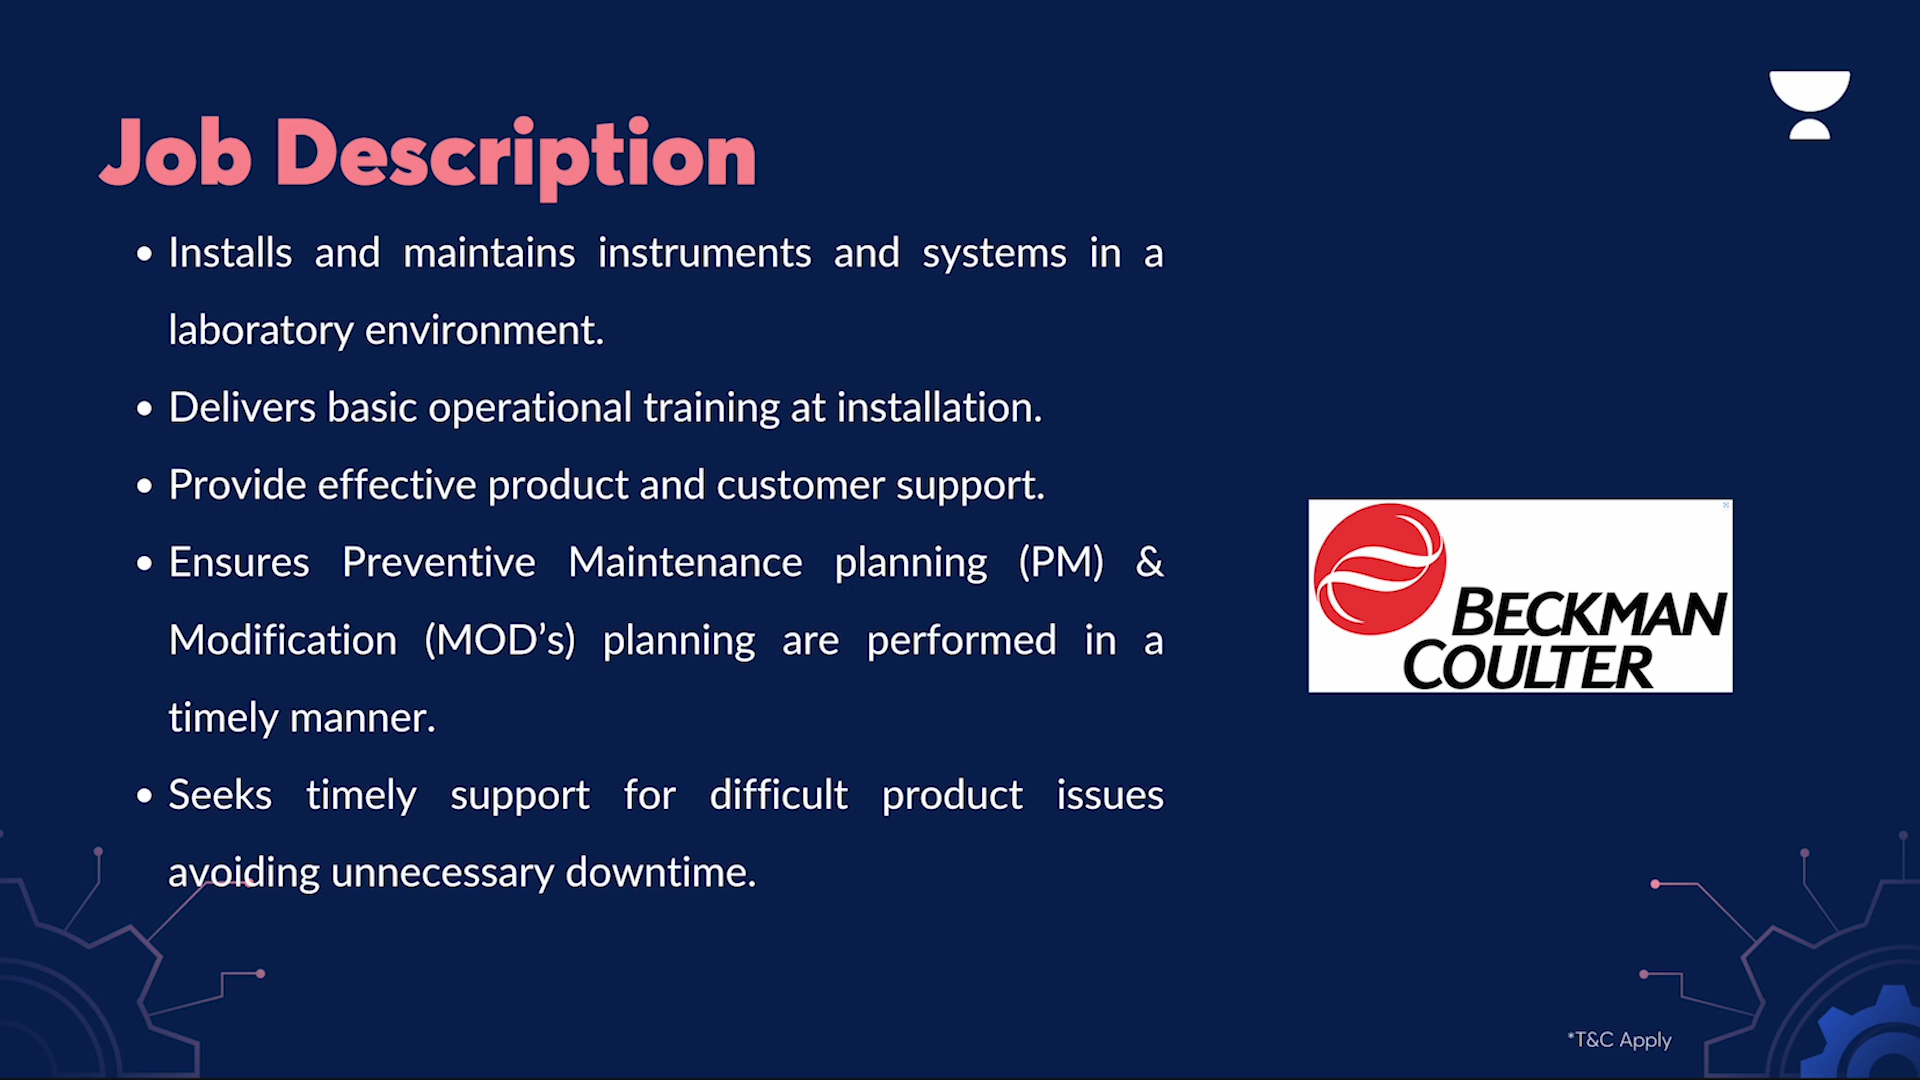 Job Description
• Installs and maintains instruments and systems in a
laboratory environment.
• Delivers basic operational training at installation.
• Provide effective product and customer support.
• Ensures Preventive Maintenance planning (PM) &
Modification (MOD’s) planning are performed in a
timely manner.
• Seeks timely support for difficult product issues
avoiding unnecessary downtime.
BECKMAN
COULTER
*T&C Apply